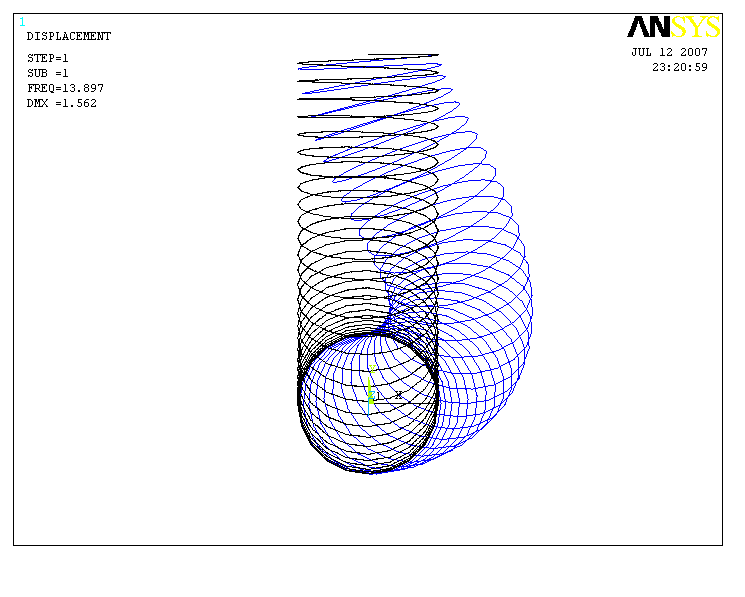 1
DISPLACEMENT
STEP=1
SUB =1
FREQ=13.897
DMX =1.562
ANSYS
JUL 12 2007
23:20:59
X